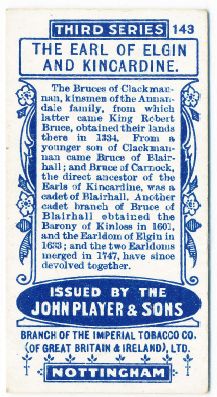 THIRD SERIES 143
THE EARL OF ELGIN
AND KINCARDINE.
The Bruces of Clackman-
nan, kinsmen of the Annan-
dale family, from which
latter came King Robert
Bruce, obtained their lands
there in 1334. From a
younger son of Clackman-
nan came Bruce of Blair-
hall; and Bruce of Carnock,
the direct ancestor of the
Earls of Kincardine, was a
cadet of Blairhall. Another
cadet branch of Bruce of
Blairhall obtained the
Barony of Kinloss in 1601,
and the Earldom of Elgin in
1633; and the two Earldoms
merged in 1747, have since
devolved together.
ISSUED BY THE
JOHN PLAYER & SONS
BRANCH OF THE IMPERIAL TOBACCO CO.
(OF GREAT BRITAIN & IRELAND), LTD.
NOTTINGHAM